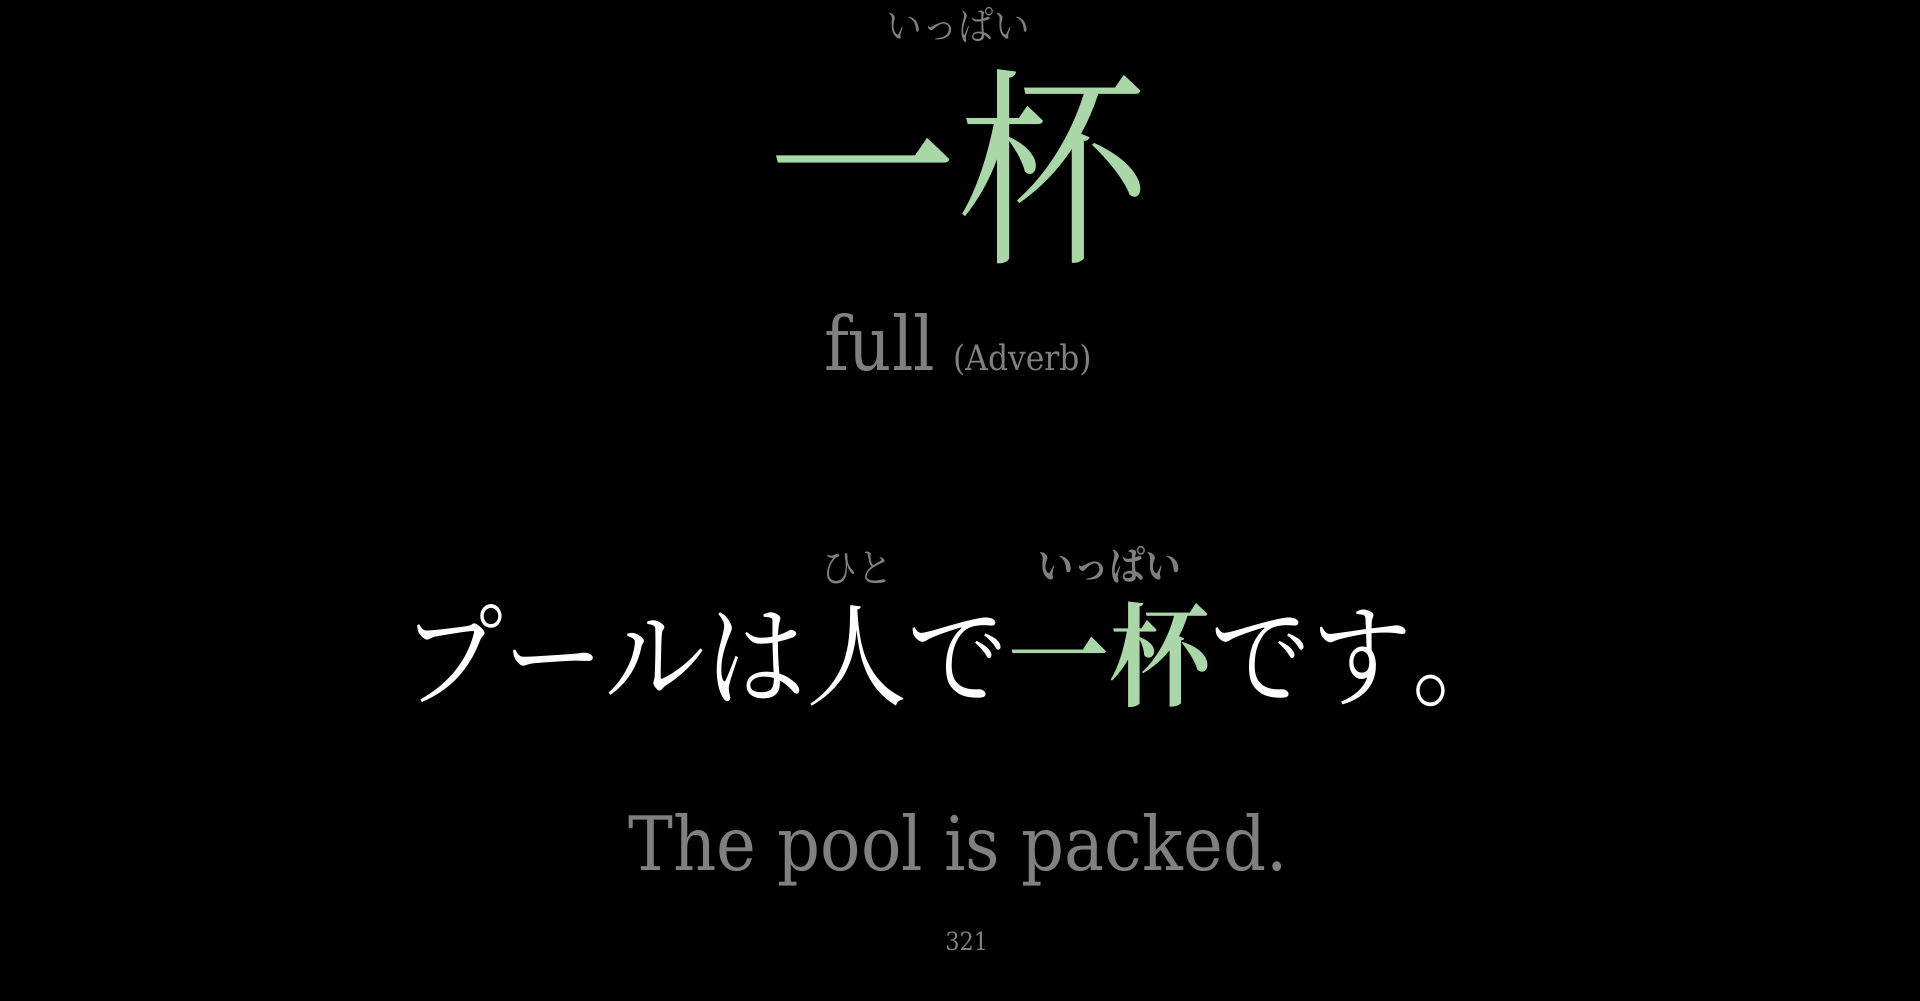 いっぱい
一杯
full (Adverb)
ひと いっぱい
プールは人で一杯です。
The pool is packed.
321